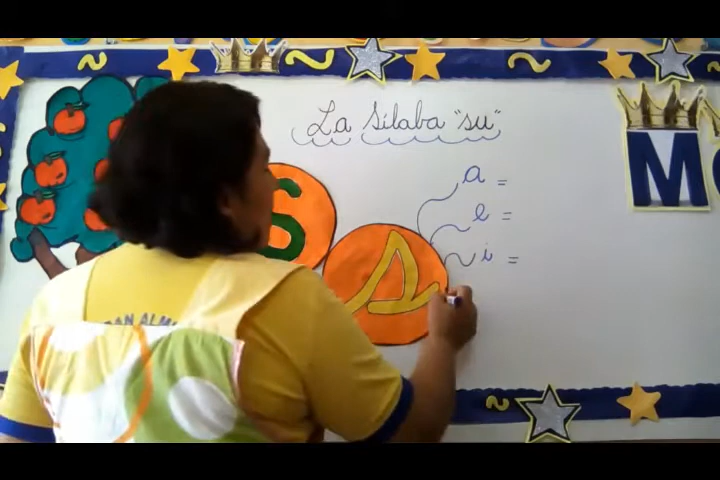 La Sílaba "su"
S
s
a =
e =
i =
M